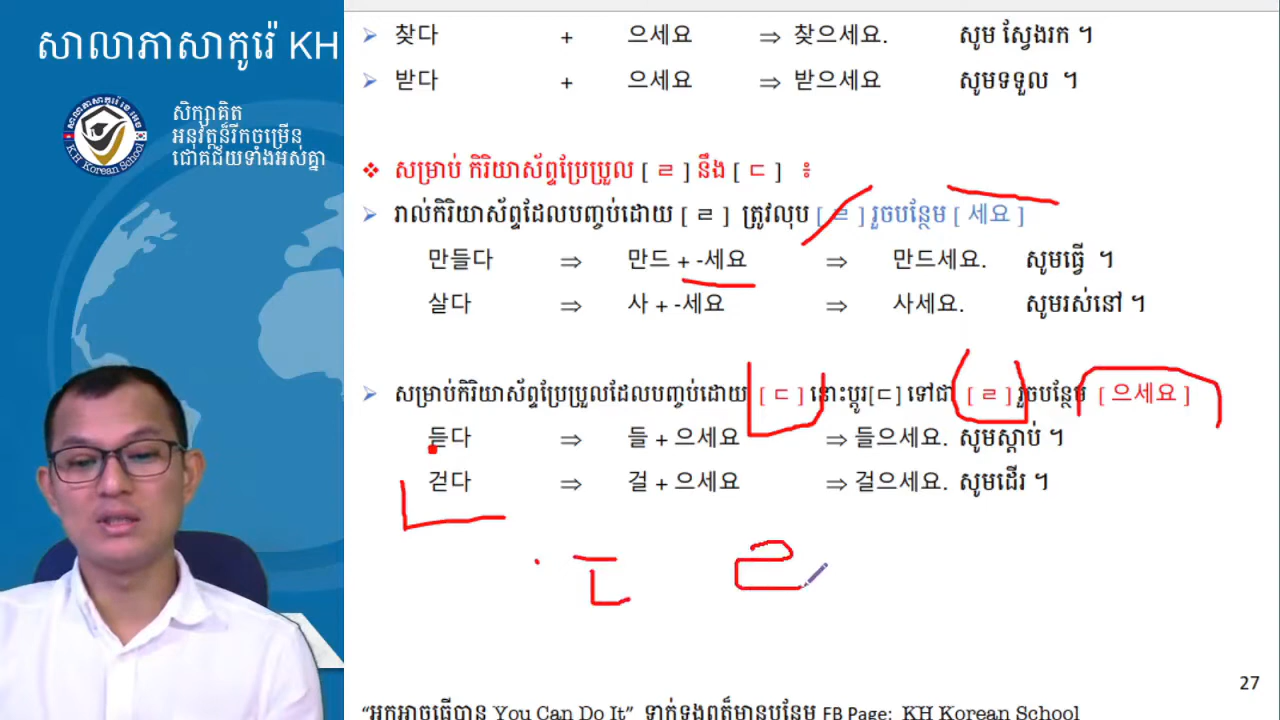 សាលាភាសាកូរ៉េ KH
សាលាភាសាកូរ៉េ ខេ អេច
K.H Korean School
សិក្សាគិត
អនុវត្តន៍រីកចម្រើន
ជោគជ័យទាំងអស់គ្នា
➢ 찾다 + 으세요 ⇒ 찾으세요. សូម ស្វែងរក ។
➢ 받다 + 으세요 ⇒ 받으세요 សូមទទួល ។
❖ សម្រាប់ កិរិយាស័ព្ទប្រែប្រួល [ ㄹ ] នឹង [ ㄷ ] ៖
➢ រាល់កិរិយាស័ព្ទដែលបញ្ចប់ដោយ [ ㄹ ] ត្រូវលុប [ ㄹ ] រួចបន្ថែម [ 세요 ]
만들다 ⇒ 만드 + -세요 ⇒ 만드세요. សូមធ្វើ ។
살다 ⇒ 사 + -세요 ⇒ 사세요. សូមរស់នៅ ។
➢ សម្រាប់កិរិយាស័ព្ទប្រែប្រួលដែលបញ្ចប់ដោយ [ ㄷ ] នោះប្តូរ[ㄷ] ទៅជា [ ㄹ ] រួចបន្ថែម [ 으세요 ]
듣다 ⇒ 들 + 으세요 ⇒ 들으세요. សូមស្តាប់ ។
걷다 ⇒ 걸 + 으세요 ⇒ 걸으세요. សូមដើរ ។
ㄷ ㄹ
27
“អ្នកអាចធ្វើបាន You Can Do It” ទាក់ទងព័ត៌មានបន្ថែម FB Page: KH Korean School